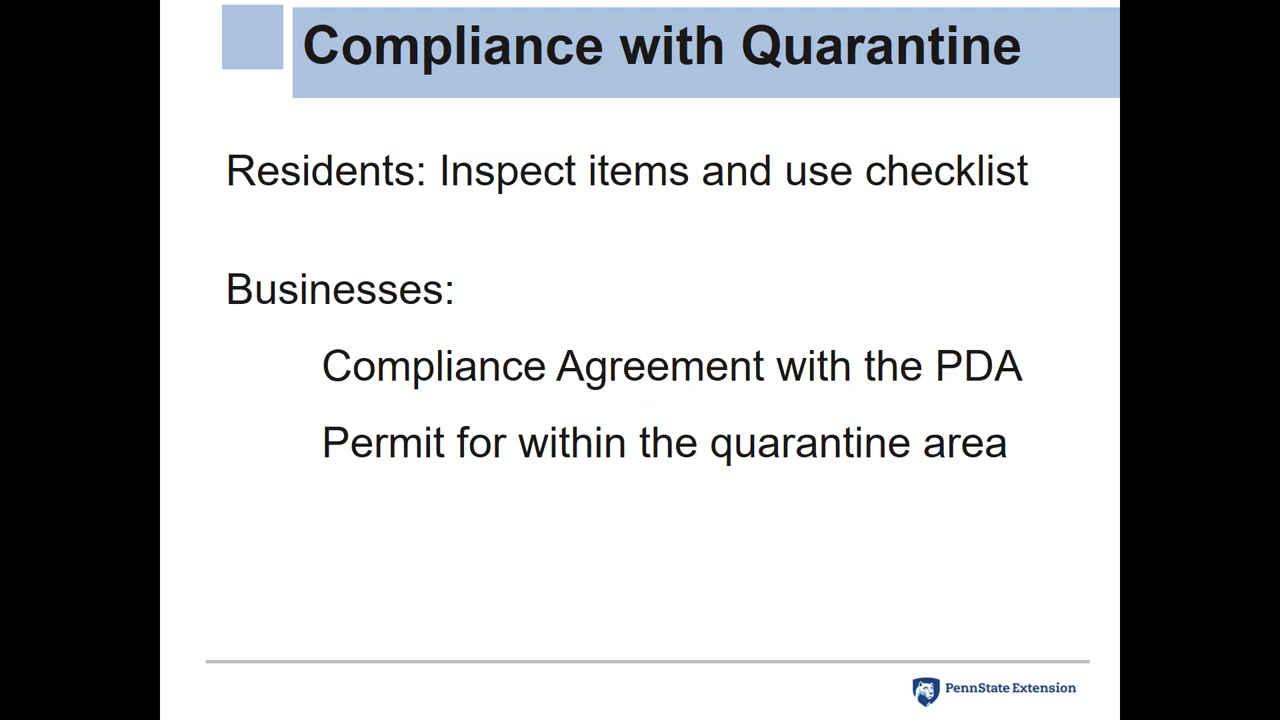 Compliance with Quarantine
Residents: Inspect items and use checklist
Businesses:
Compliance Agreement with the PDA
Permit for within the quarantine area
PennState Extension